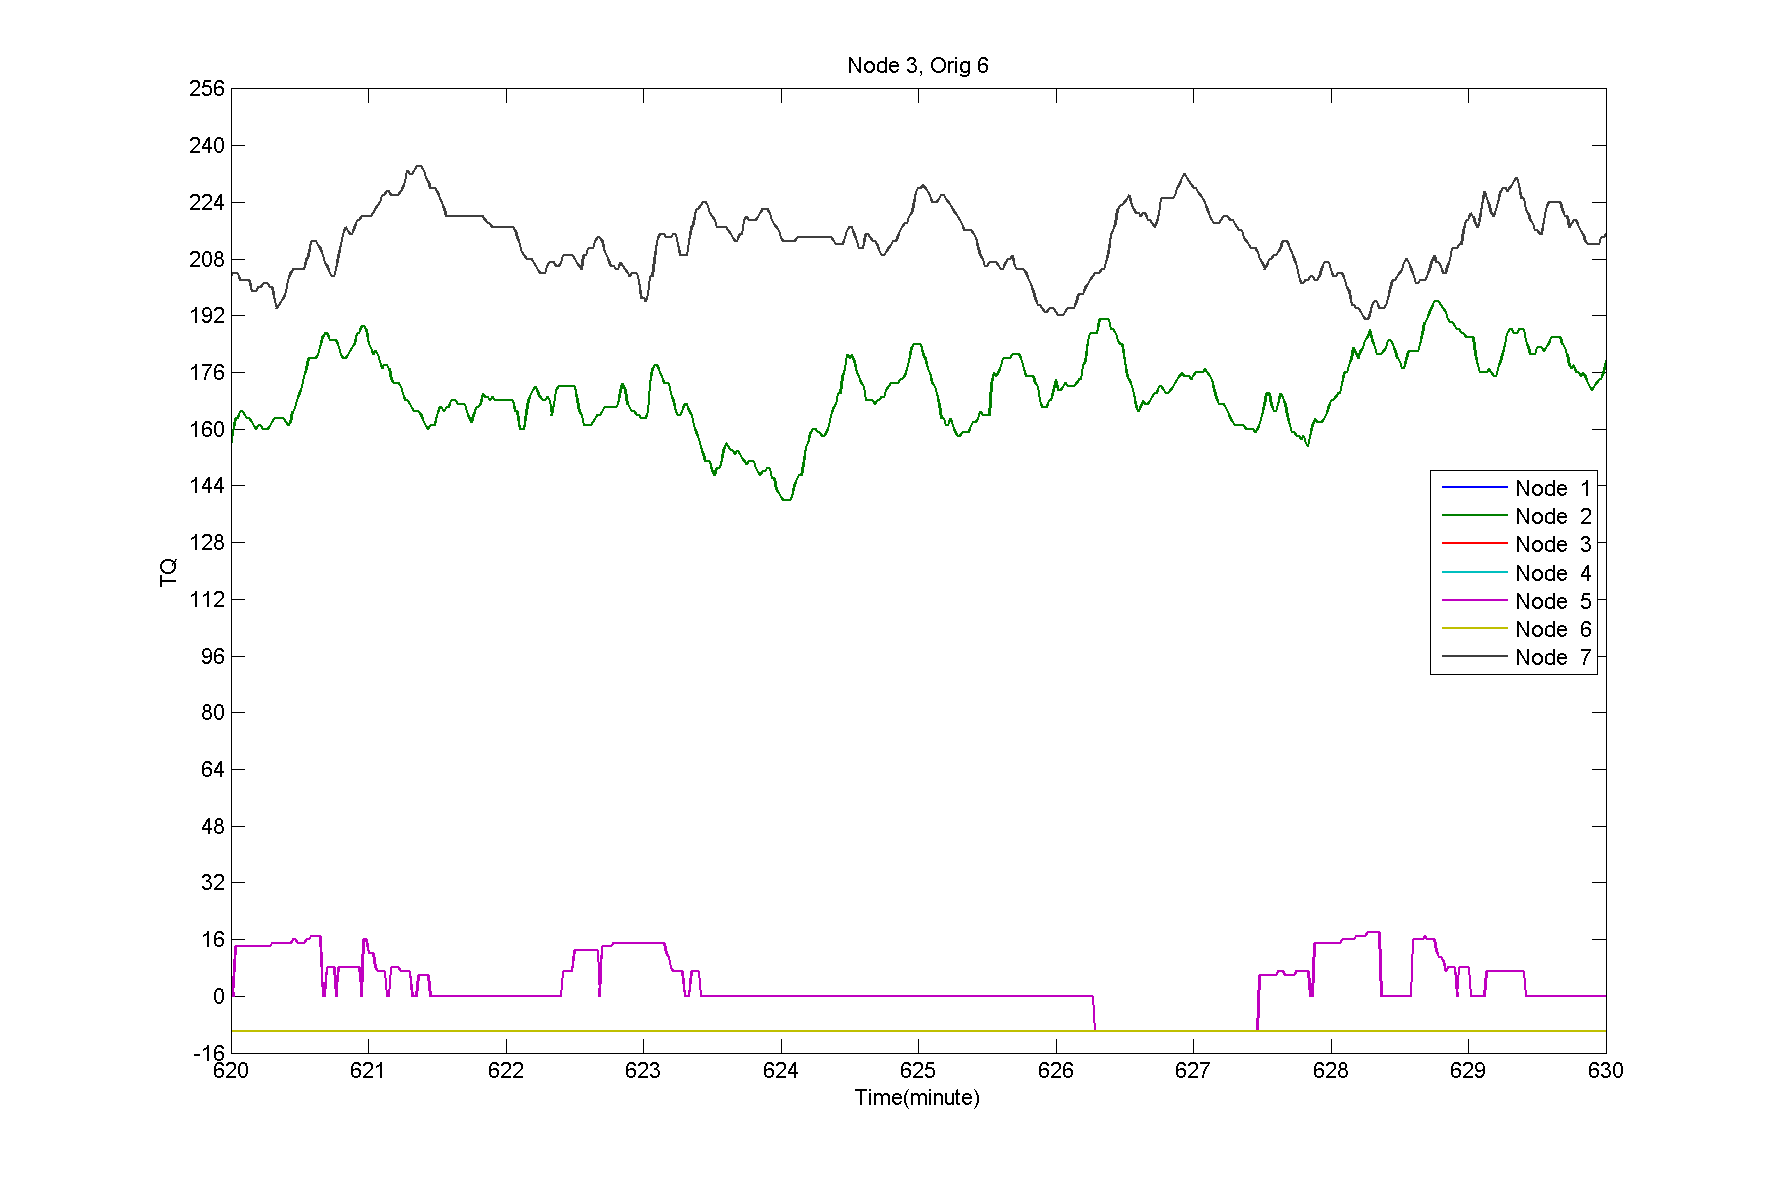 Node 3, Orig 6
256
240
224
208
192
176
160
144
128
112
96
80
64
48
32
16
0
-16
TQ
Node 1
Node 2
Node 3
Node 4
Node 5
Node 6
Node 7
620 621 622 623 624 625 626 627 628 629 630
Time(minute)